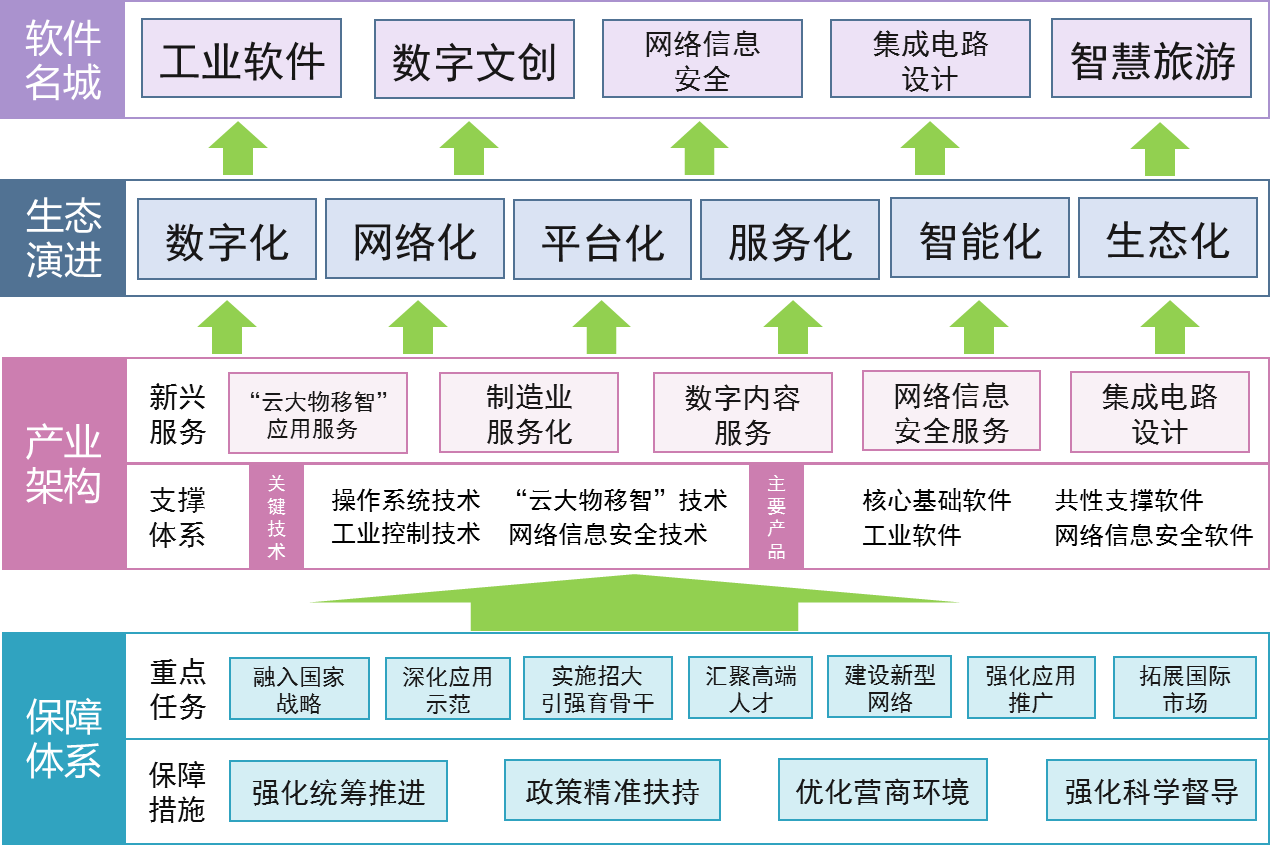 软件
名城
工业软件
数字文创
网络信息
安全
集成电路
设计
智慧旅游
生态
演进
数字化
网络化
平台化
服务化
智能化
生态化
产业
架构
新兴
服务
“云大物移智”
应用服务
制造业
服务化
数字内容
服务
网络信息
安全服务
集成电路
设计
支撑
体系
关
键
技
术
操作系统技术
工业控制技术
“云大物移智”技术
网络信息安全技术
主
要
产
品
核心基础软件
工业软件
共性支撑软件
网络信息安全软件
保障
体系
重点
任务
融入国家
战略
深化应用
示范
实施招大
引强育骨干
汇聚高端
人才
建设新型
网络
强化应用
推广
拓展国际
市场
保障
措施
强化统筹推进
政策精准扶持
优化营商环境
强化科学督导